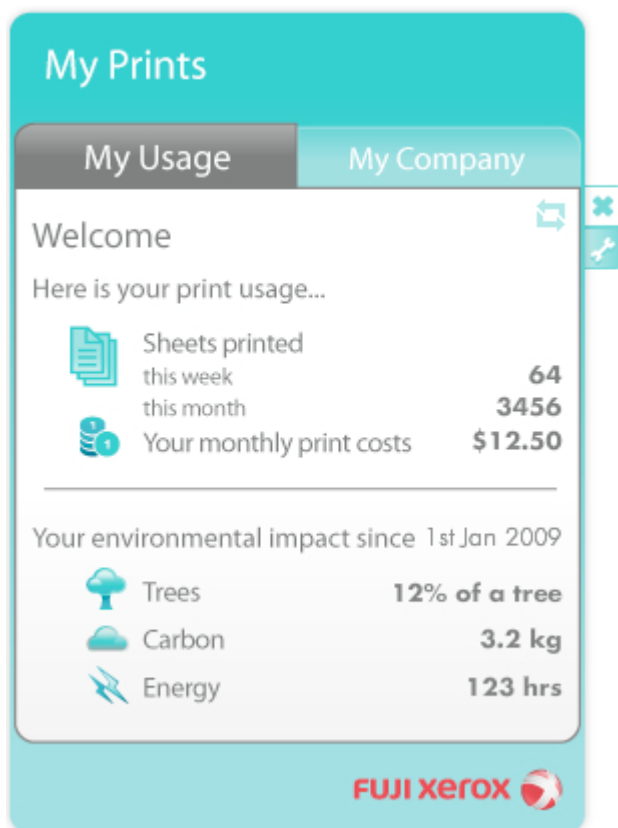 My Prints
My Usage My Company
Welcome
Here is your print usage...
Sheets printed
this week 64
this month 3456
Your monthly print costs $12.50
Your environmental impact since 1st Jan 2009
Trees 12% of a tree
Carbon 3.2 kg
Energy 123 hrs
FUJI xerox